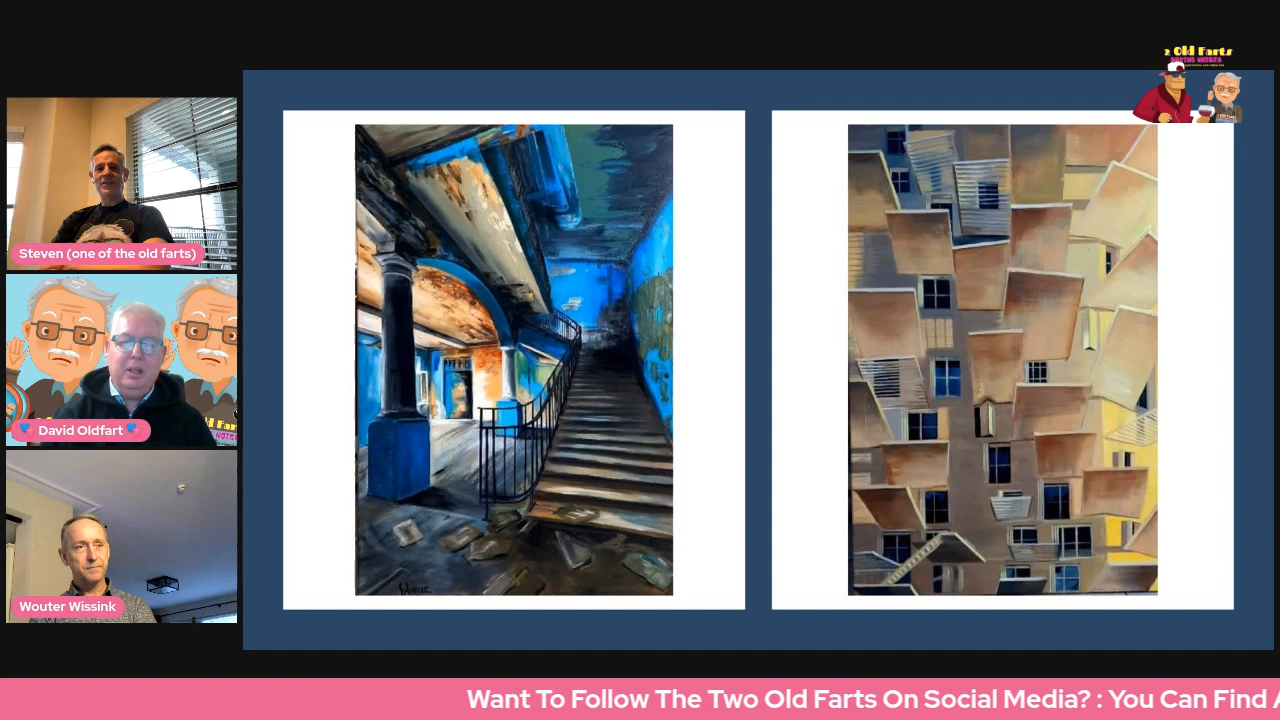 2 Old Farts
Steven (one of the old farts)
David Oldfart
Wouter Wissink
Want To Follow The Two Old Farts On Social Media? : You Can Find